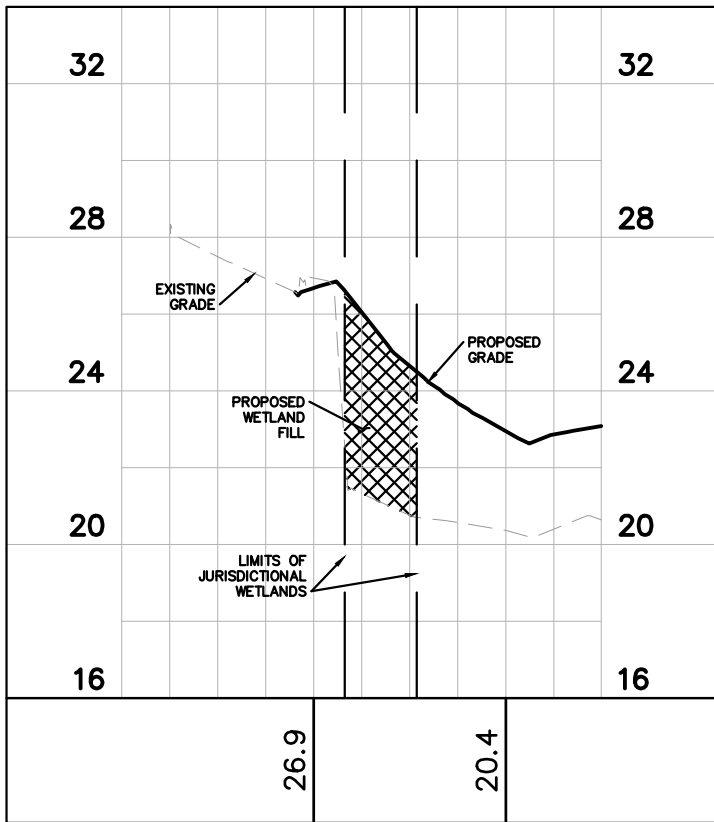 32 32
28 28
EXISTING
GRADE
M
PROPOSED
GRADE
24 24
PROPOSED
WETLAND
FILL
20 20
LIMITS OF
JURISDICTIONAL
WETLANDS
16 16
26.9
20.4